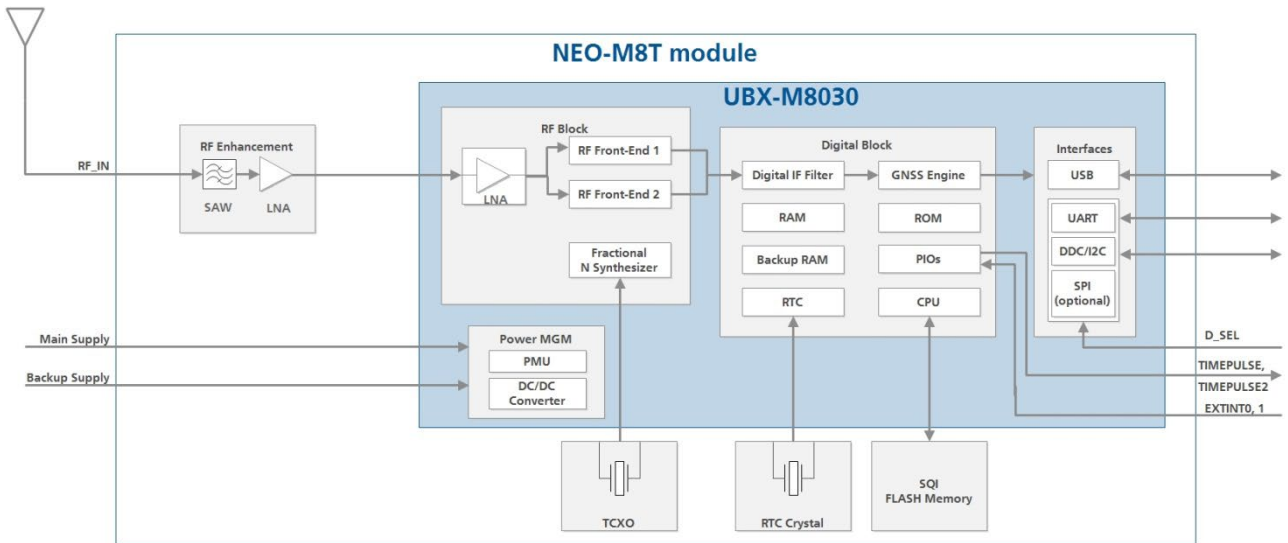 NEO-M8T module
UBX-M8030
RF Enhancement
RF_IN
SAW
LNA
RF Block
LNA
RF Front-End 1
RF Front-End 2
Fractional
N Synthesizer
Digital Block
Digital IF Filter
GNSS Engine
RAM
ROM
Backup RAM
PIOs
RTC
CPU
Interfaces
USB
UART
DDC/I2C
SPI
(optional)
D_SEL
TIMEPULSE,
TIMEPULSE2
EXTINT0, 1
Main Supply
Backup Supply
Power MGM
PMU
DC/DC
Converter
TCXO
RTC Crystal
SQI
FLASH Memory